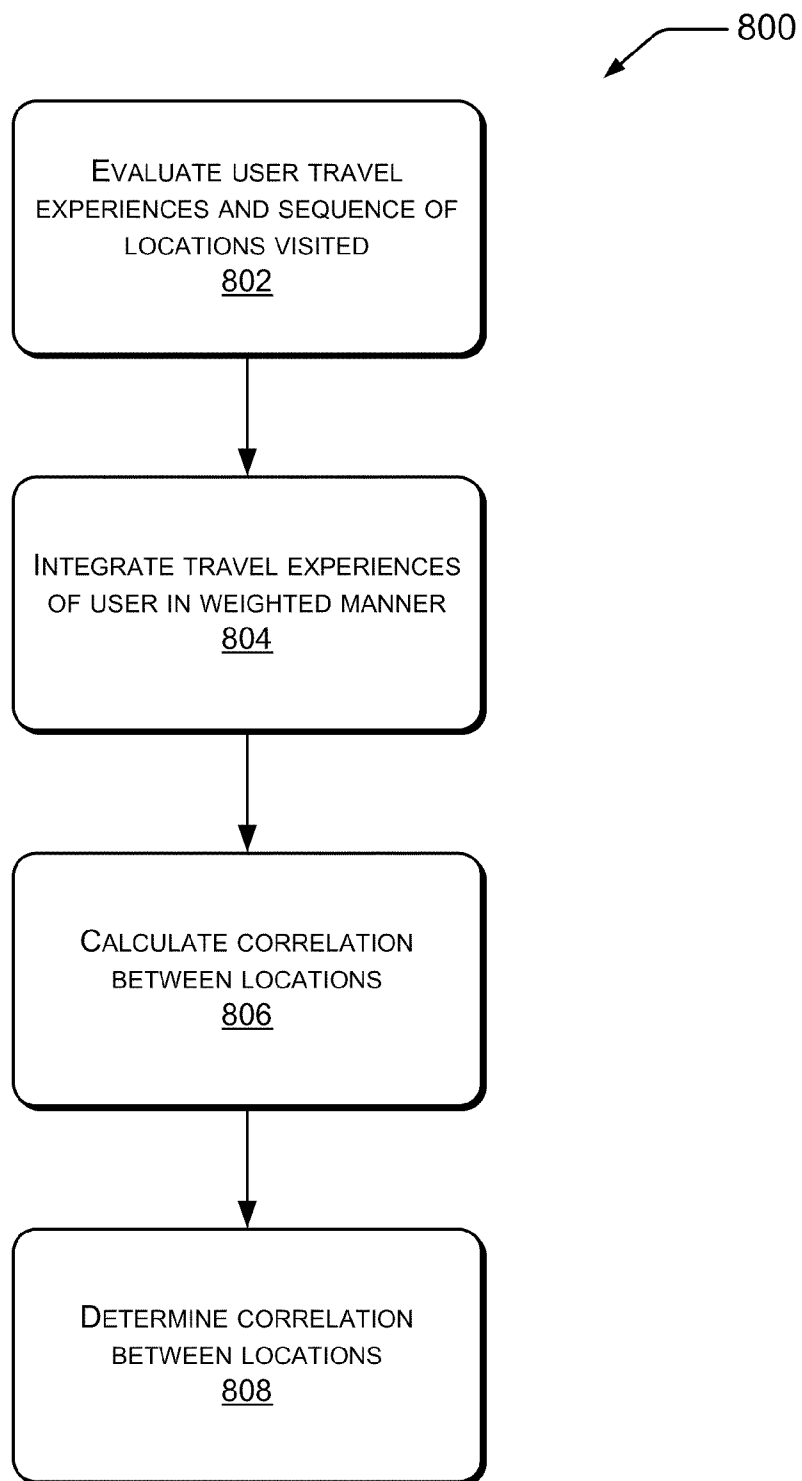 800
EVALUATE USER TRAVEL
EXPERIENCES AND SEQUENCE OF
LOCATIONS VISITED
802
INTEGRATE TRAVEL EXPERIENCES
OF USER IN WEIGHTED MANNER
804
CALCULATE CORRELATION
BETWEEN LOCATIONS
806
DETERMINE CORRELATION
BETWEEN LOCATIONS
808